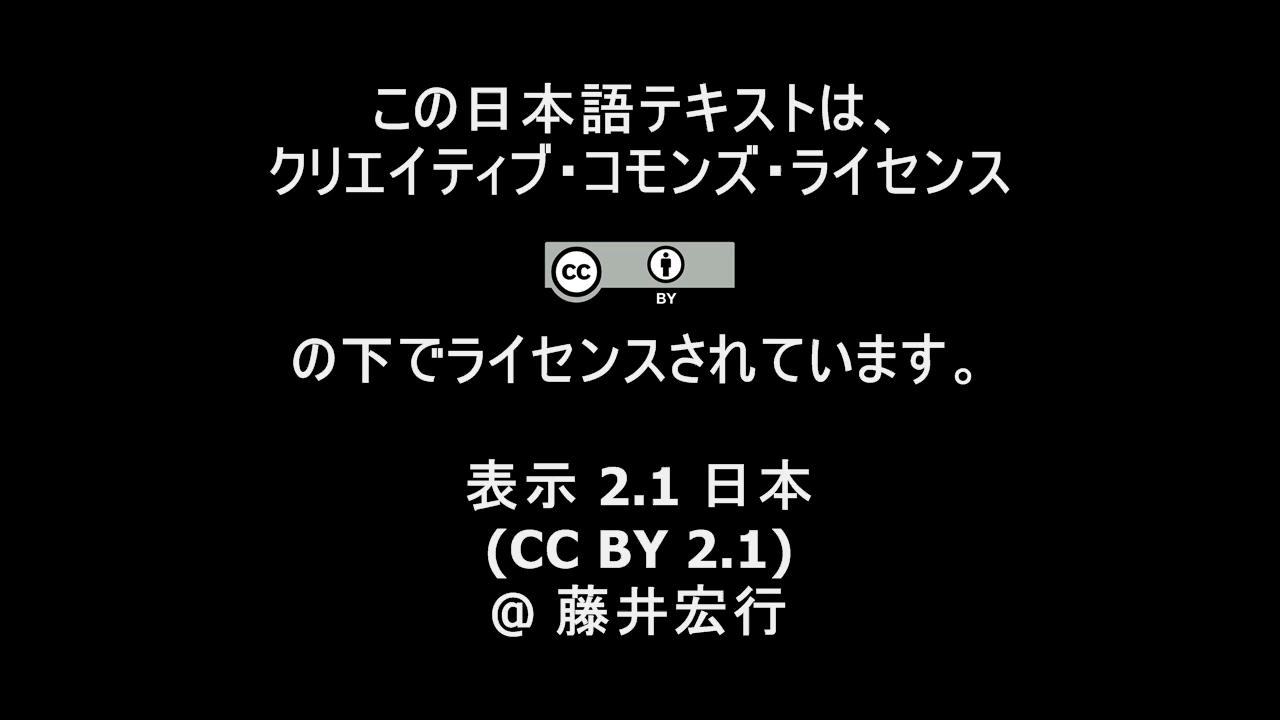 この日本語テキストは、
クリエイティブ・コモンズ・ライセンス
CC
BY
の下でライセンスされています。
表示 2.1 日本
(CC BY 2.1)
@ 藤井宏行